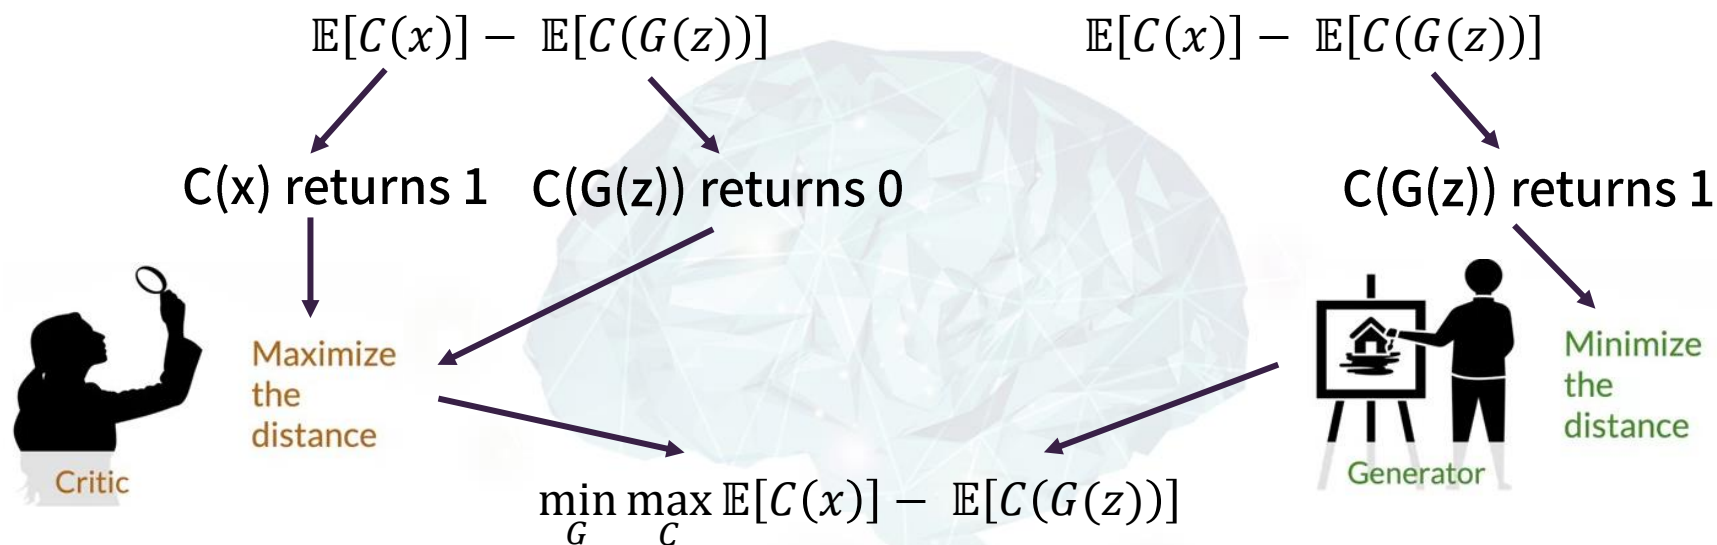 𝔼[C(x)] − 𝔼[C(G(z))]
𝔼[C(x)] − 𝔼[C(G(z))]
C(x) returns 1
C(G(z)) returns 0
C(G(z)) returns 1
Maximize
the
distance
Critic
Minimize
the
distance
Generator
min max 𝔼[C(x)] − 𝔼[C(G(z))]
G C